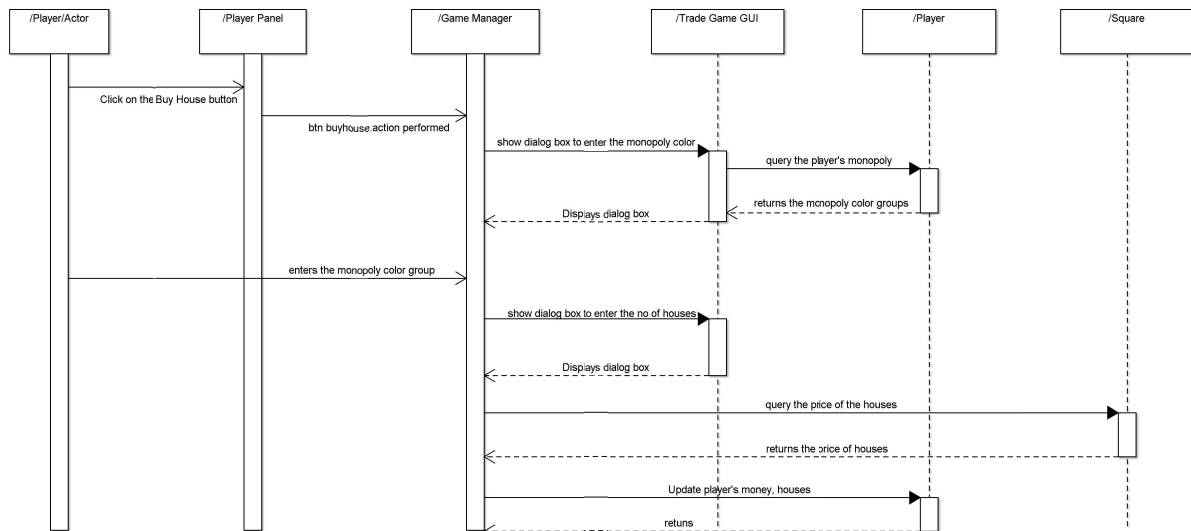 /Player/Actor
/Player Panel
/Game Manager
/Trade Game GUI
/Player
/Square
Click on the Buy House button
btn buyhouse.action performed
show dialog box to enter the monopoly color
query the player's monopoly
returns the monopoly color groups
Displays dialog box
enters the monopoly color group
show dialog box to enter the no of houses
Displays dialog box
query the price of the houses
returns the price of houses
Update player's money, houses
retuns